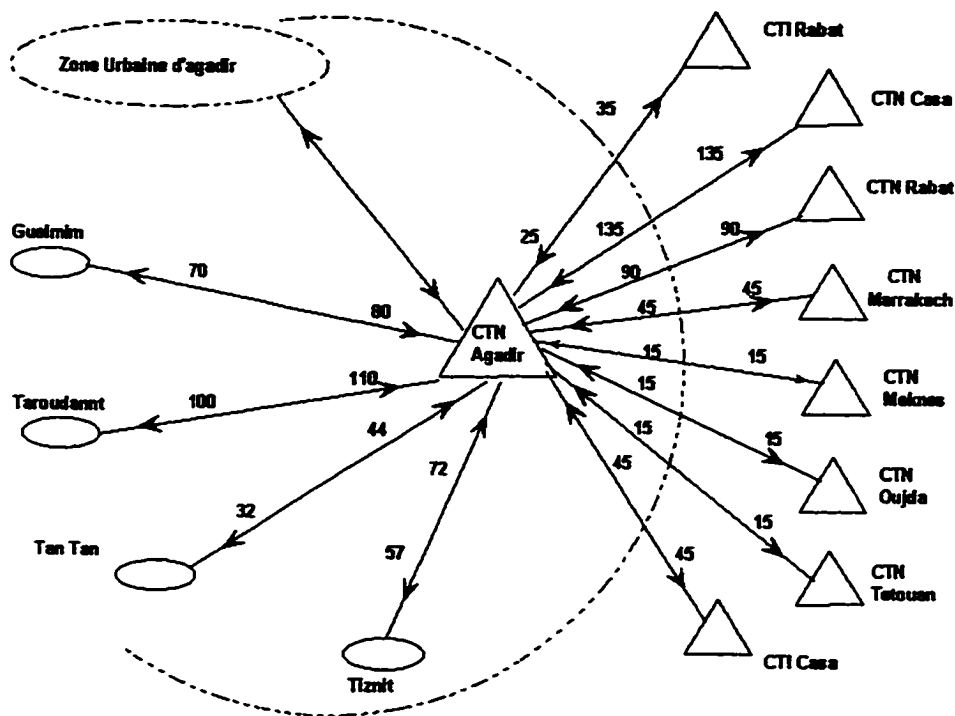 CTI Rabat
Zone Urbaine d'agadir
CTN Casa
35
135
CTN Rabat
Guelmim
25
135
90
70
90
CTN
Marrakech
45
45
80
CTN
Agadir
15
15
CTN
Meknes
Taroudannt
100
110
15
44
15
15
CTN
Oujda
72
45
32
15
Tan Tan
57
45
CTN
Tetouan
Tiznit
CTI Casa